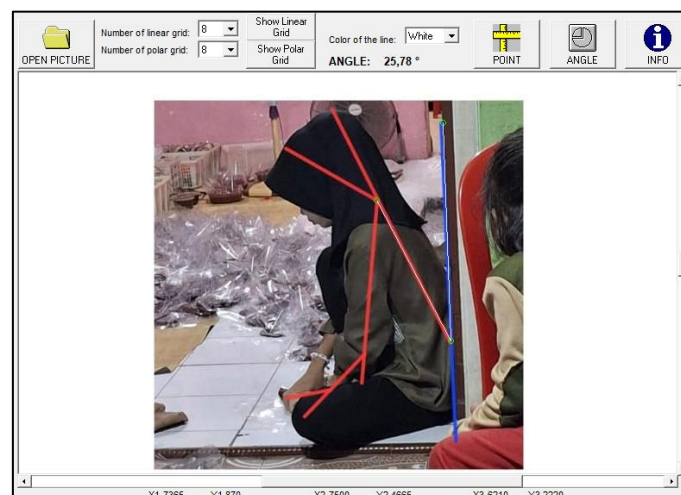 Number of linear grid: 8
Number of polar grid: 8
Show Linear Grid
Show Polar Grid
Color of the line: White
ANGLE: 25,78 °
OPEN PICTURE
POINT
ANGLE
INFO